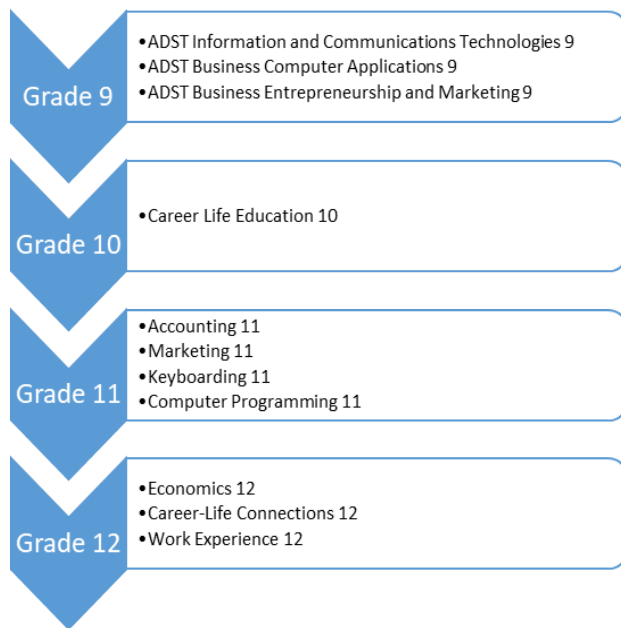 Grade 9
•ADST Information and Communications Technologies 9
•ADST Business Computer Applications 9
•ADST Business Entrepreneurship and Marketing 9
Grade 10
•Career Life Education 10
Grade 11
•Accounting 11
•Marketing 11
•Keyboarding 11
•Computer Programming 11
Grade 12
•Economics 12
•Career-Life Connections 12
•Work Experience 12